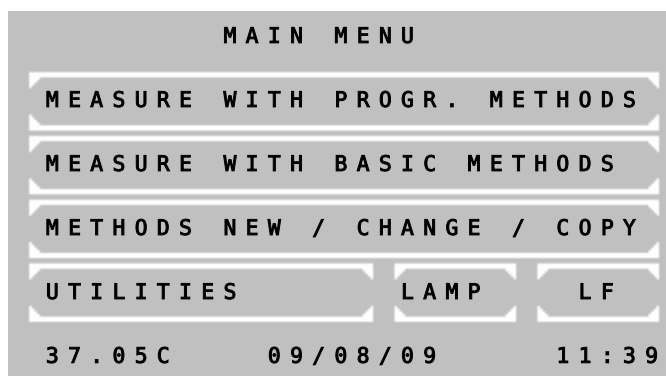 MAIN MENU
MEASURE WITH PROGR. METHODS
MEASURE WITH BASIC METHODS
METHODS NEW / CHANGE / COPY
UTILITIES LAMP LF
37.05C 09/08/09 11:39